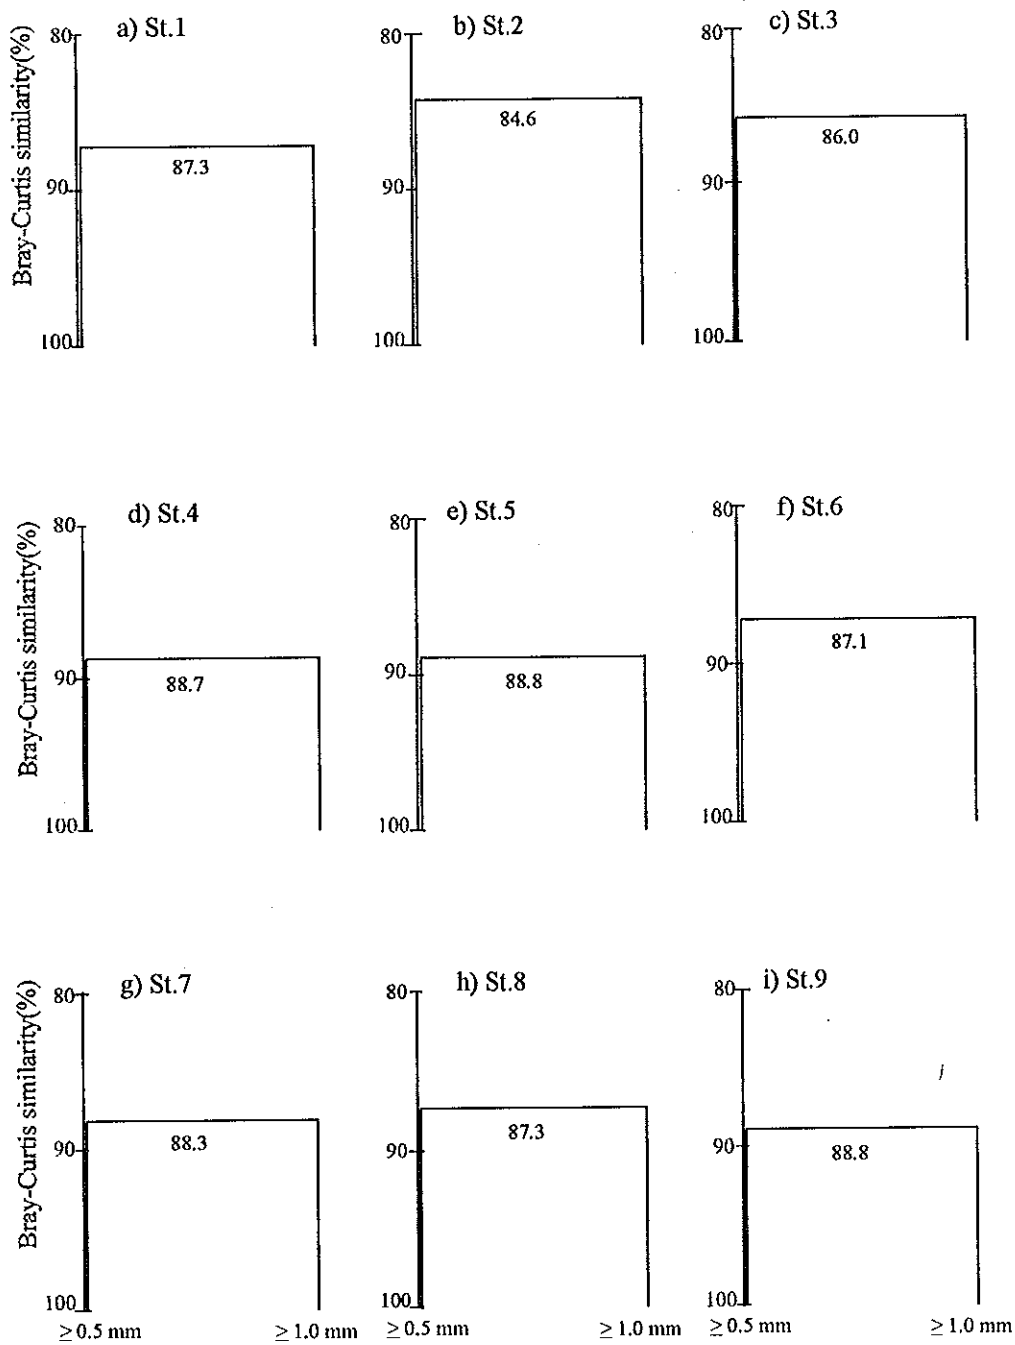 a) St.1
b) St.2
c) St.3
Bray-Curtis similarity(%)
80
87.3
90
100
80
84.6
90
100
80
86.0
90
100
d) St.4
e) St.5
f) St.6
Bray-Curtis similarity(%)
80
88.7
90
100
80
88.8
90
100
80
87.1
90
100
g) St.7
h) St.8
i) St.9
Bray-Curtis similarity(%)
80
88.3
90
100
80
87.3
90
100
80
88.8
90
100
≥ 0.5 mm
≥ 1.0 mm
≥ 0.5 mm
≥ 1.0 mm
≥ 0.5 mm
≥ 1.0 mm